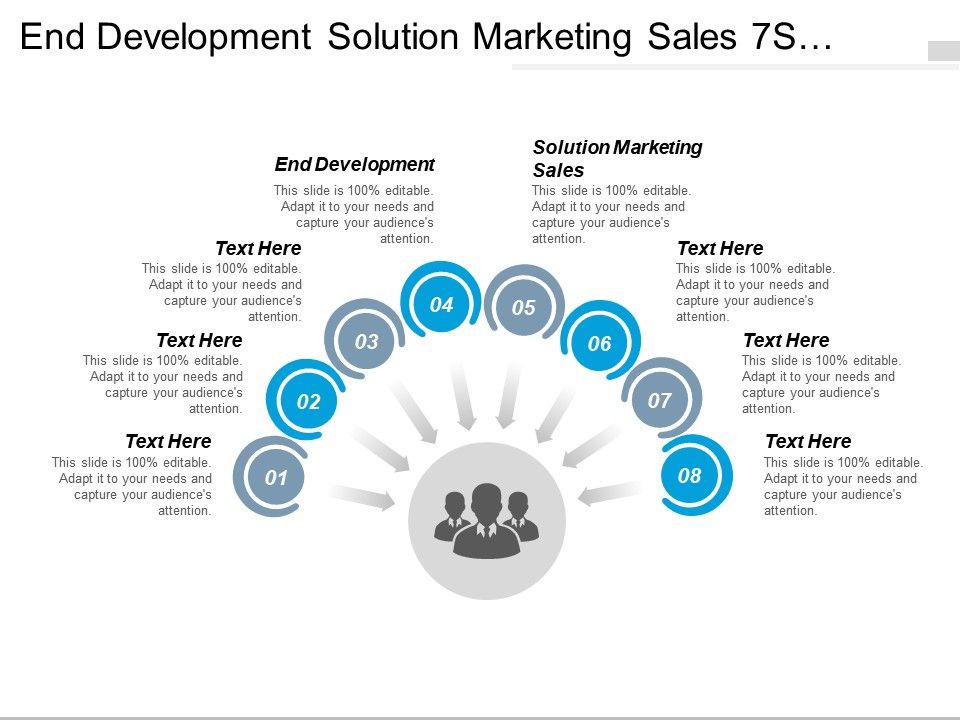 End Development Solution Marketing Sales 7S…
End Development
This slide is 100% editable.
Adapt it to your needs and
capture your audience's
attention.
Solution Marketing
Sales
This slide is 100% editable.
Adapt it to your needs and
capture your audience's
attention.
Text Here
This slide is 100% editable.
Adapt it to your needs and
capture your audience's
attention.
Text Here
This slide is 100% editable.
Adapt it to your needs and
capture your audience's
attention.
04
05
03
06
Text Here
This slide is 100% editable.
Adapt it to your needs and
capture your audience's
attention.
Text Here
This slide is 100% editable.
Adapt it to your needs and
capture your audience's
attention.
02
07
Text Here
This slide is 100% editable.
Adapt it to your needs and
capture your audience's
attention.
01
08
Text Here
This slide is 100% editable.
Adapt it to your needs and
capture your audience's
attention.